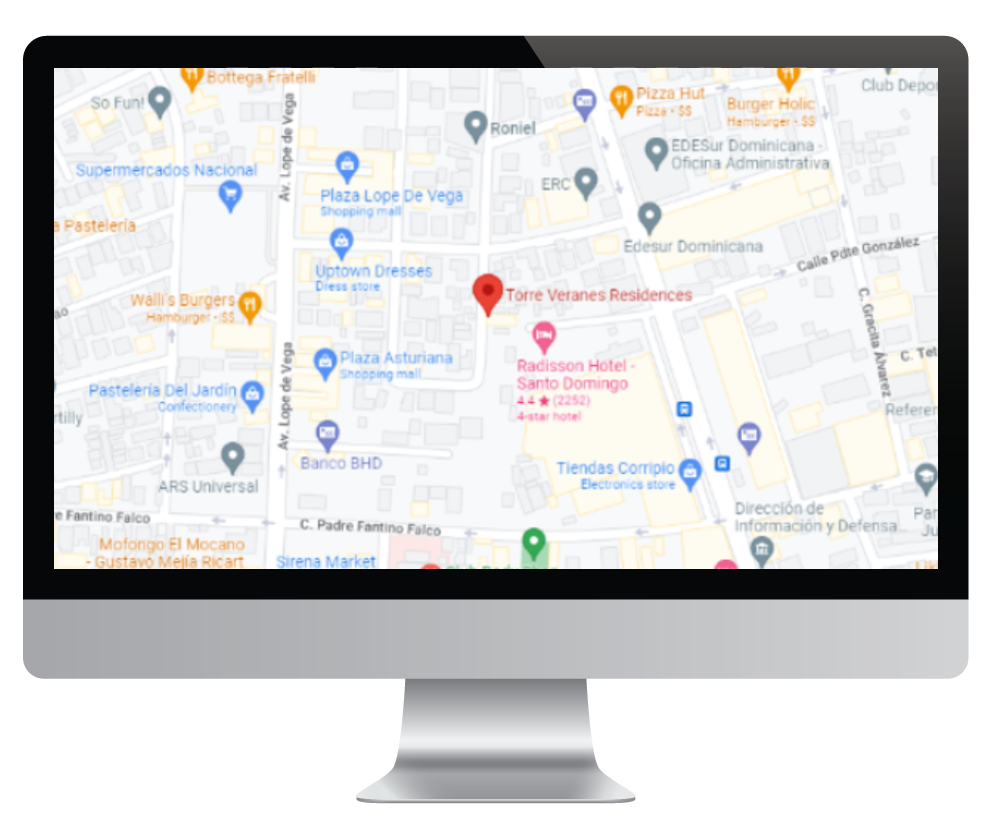 Bottega Fratelli
So Fun!
Av. Lope de Vega
Pizza Hut
Pizza · $$
Burger Holic
Hamburger · $$
Club Depor
Roniel
EDESur Dominicana -
Oficina Administrativa
Supermercados Nacional
Plaza Lope De Vega
Shopping mall
ERC
a Pastelería
Edesur Dominicana
Calle Pdte González
Uptown Dresses
Dress store
Torre Veranes Residences
Walli's Burgers
Hamburger · $$
ao
C. Gracita Álvarez
Plaza Asturiana
Shopping mall
Radisson Hotel -
Santo Domingo
4.4 ★ (2252)
4-star hotel
C. Tet
Pastelería Del Jardín
Confectionery
Av. Lope de Vega
rtilly
Referen
Banco BHD
ARS Universal
Tiendas Corripio
Electronics store
Par
Ju
Dirección de
Información y Defensa...
e Fantino Falco
C. Padre Fantino Falco
Mofongo El Mocano
- Gustavo Mejía Ricart
Sirena Market